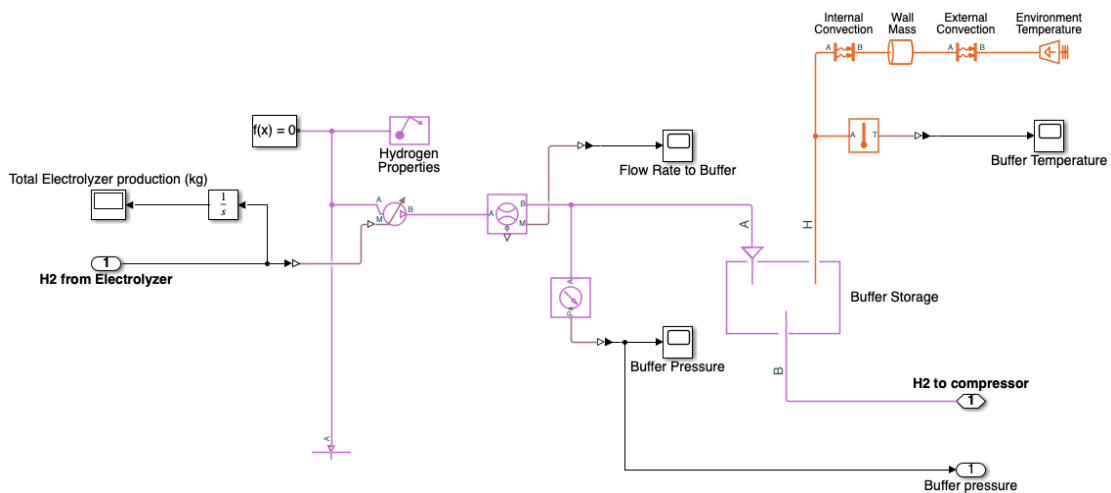 Internal Convection
Wall Mass
External Convection
Environment Temperature
A
B
A
B
f(x) = 0
Hydrogen Properties
Flow Rate to Buffer
A
T
Buffer Temperature
Total Electrolyzer production (kg)
1
s
A
M
B
A
B
M
A
H
1
H2 from Electrolyzer
A
P
Buffer Storage
Buffer Pressure
B
H2 to compressor
1
A
1
Buffer pressure